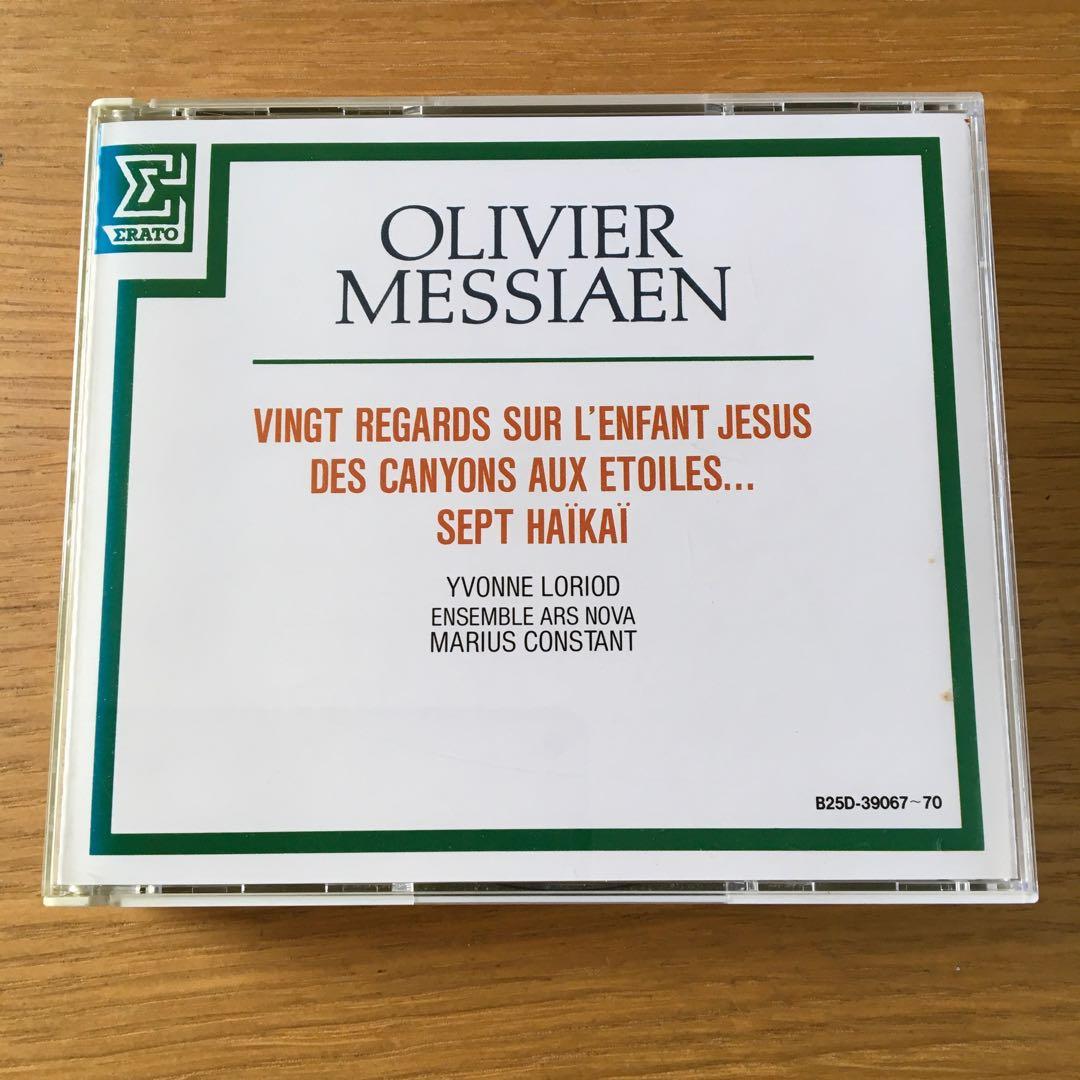 ΣRATO
OLIVIER
MESSIAEN
VINGT REGARDS SUR L'ENFANT JESUS
DES CANYONS AUX ETOILES...
SEPT HAÏKAÏ
YVONNE LORIOD
ENSEMBLE ARS NOVA
MARIUS CONSTANT
B25D-39067~70